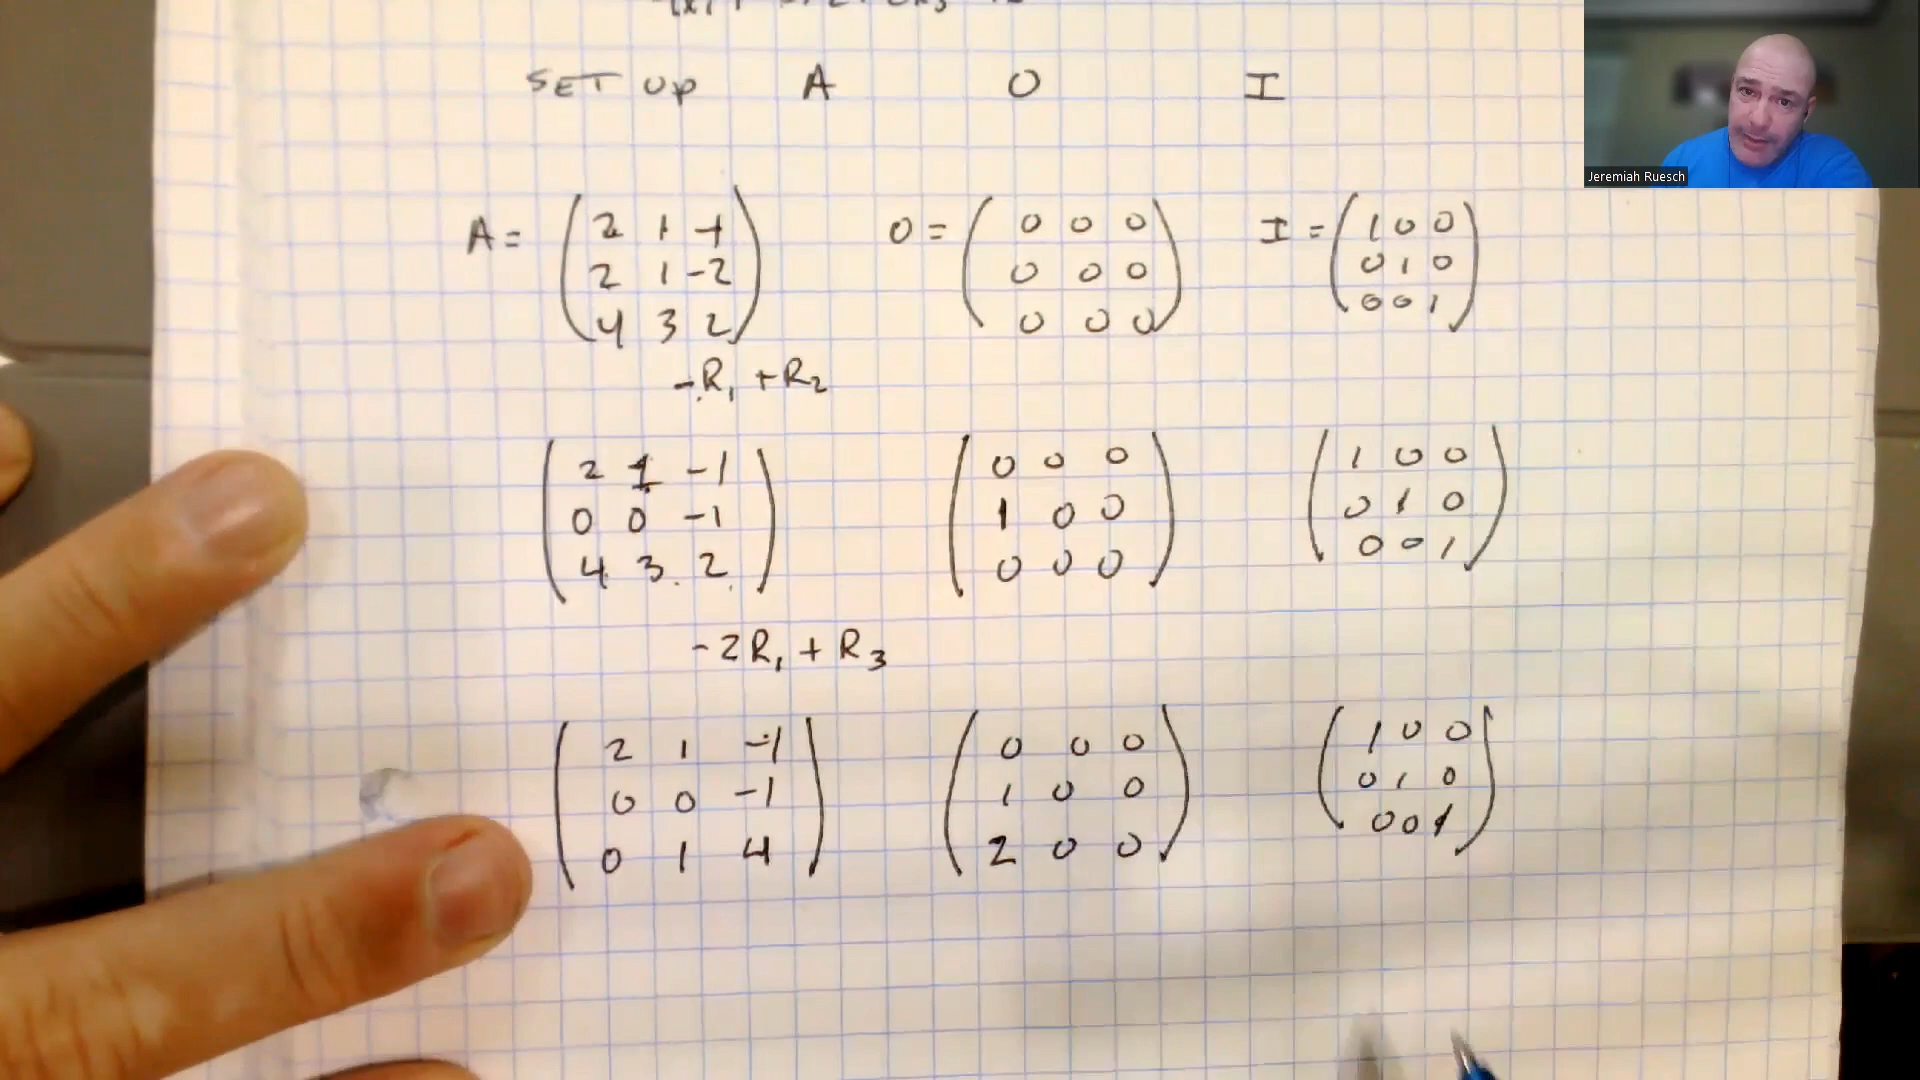 SET UP A O I
Jeremiah Ruesch
A = ( 2 1 -1 ) O = ( 0 0 0 ) I = ( 1 0 0 )
2 1 -2 0 0 0 0 1 0
4 3 2 0 0 0 0 0 1
-R₁ + R₂
2 1 -1 0 0 0 1 0 0
0 0 -1 1 0 0 0 1 0
4 3 2 0 0 0 0 0 1
-2R₁ + R₃
2 1 -1 0 0 0 1 0 0
0 0 -1 1 0 0 0 1 0
0 1 4 2 0 0 0 0 1